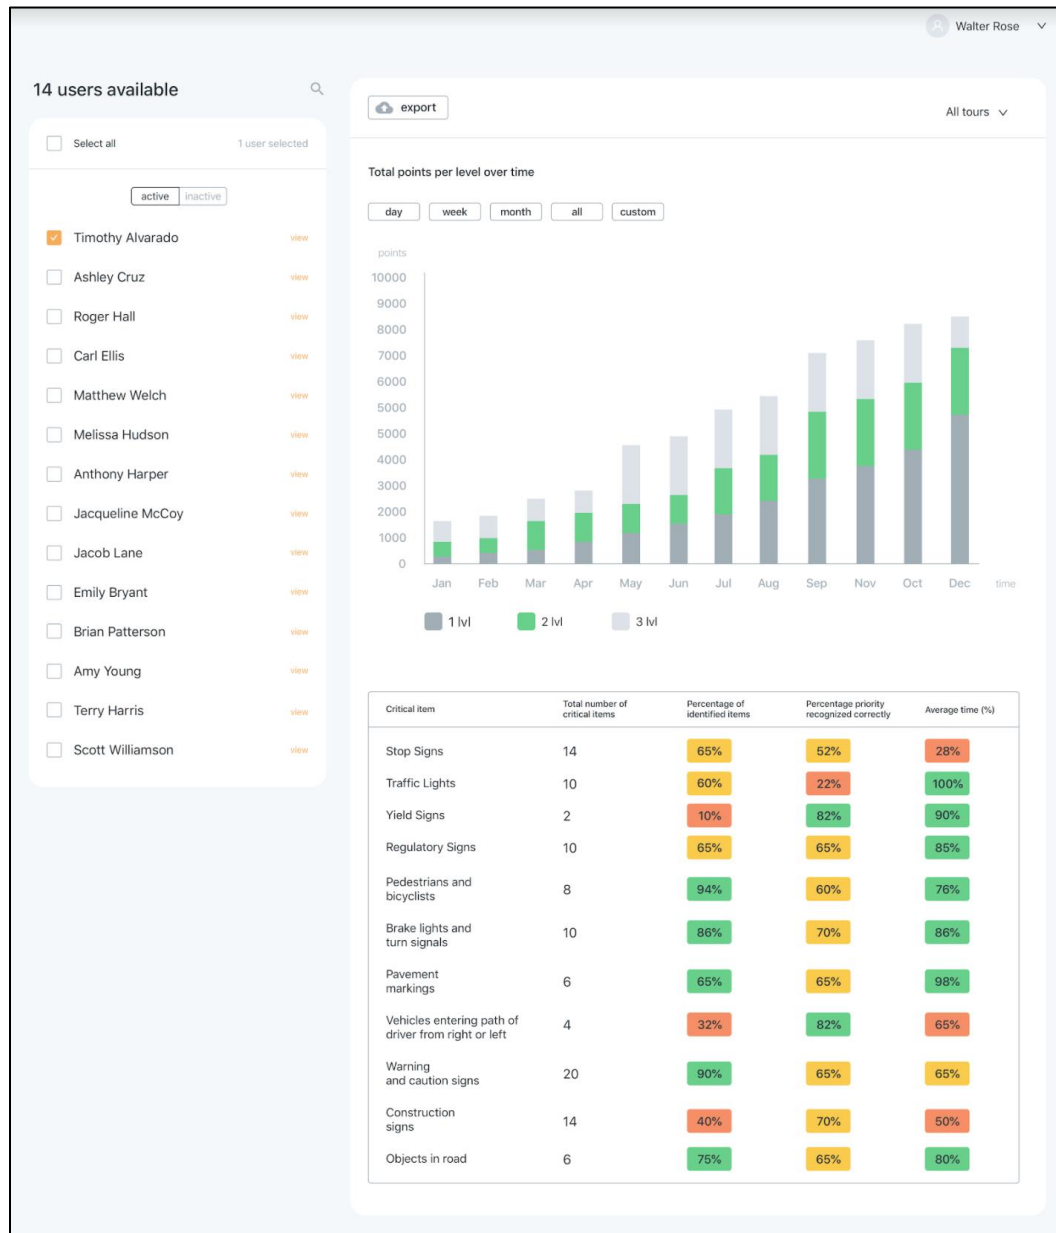 Walter Rose
14 users available
Select all 1 user selected
active inactive
Timothy Alvarado view
Ashley Cruz view
Roger Hall view
Carl Ellis view
Matthew Welch view
Melissa Hudson view
Anthony Harper view
Jacqueline McCoy view
Jacob Lane view
Emily Bryant view
Brian Patterson view
Amy Young view
Terry Harris view
Scott Williamson view
export
All tours
Total points per level over time
day week month all custom
points
10000
9000
8000
7000
6000
5000
4000
3000
2000
1000
0
Jan Feb Mar Apr May Jun Jul Aug Sep Nov Oct Dec time
1 lvl 2 lvl 3 lvl
Critical item Total number of critical items Percentage of identified items Percentage priority recognized correctly Average time (%)
Stop Signs 14 65% 52% 28%
Traffic Lights 10 60% 22% 100%
Yield Signs 2 10% 82% 90%
Regulatory Signs 10 65% 65% 85%
Pedestrians and
bicyclists 8 94% 60% 76%
Brake lights and
turn signals 10 86% 70% 86%
Pavement
markings 6 65% 65% 98%
Vehicles entering path of
driver from right or left 4 32% 82% 65%
Warning
and caution signs 20 90% 65% 65%
Construction
signs 14 40% 70% 50%
Objects in road 6 75% 65% 80%